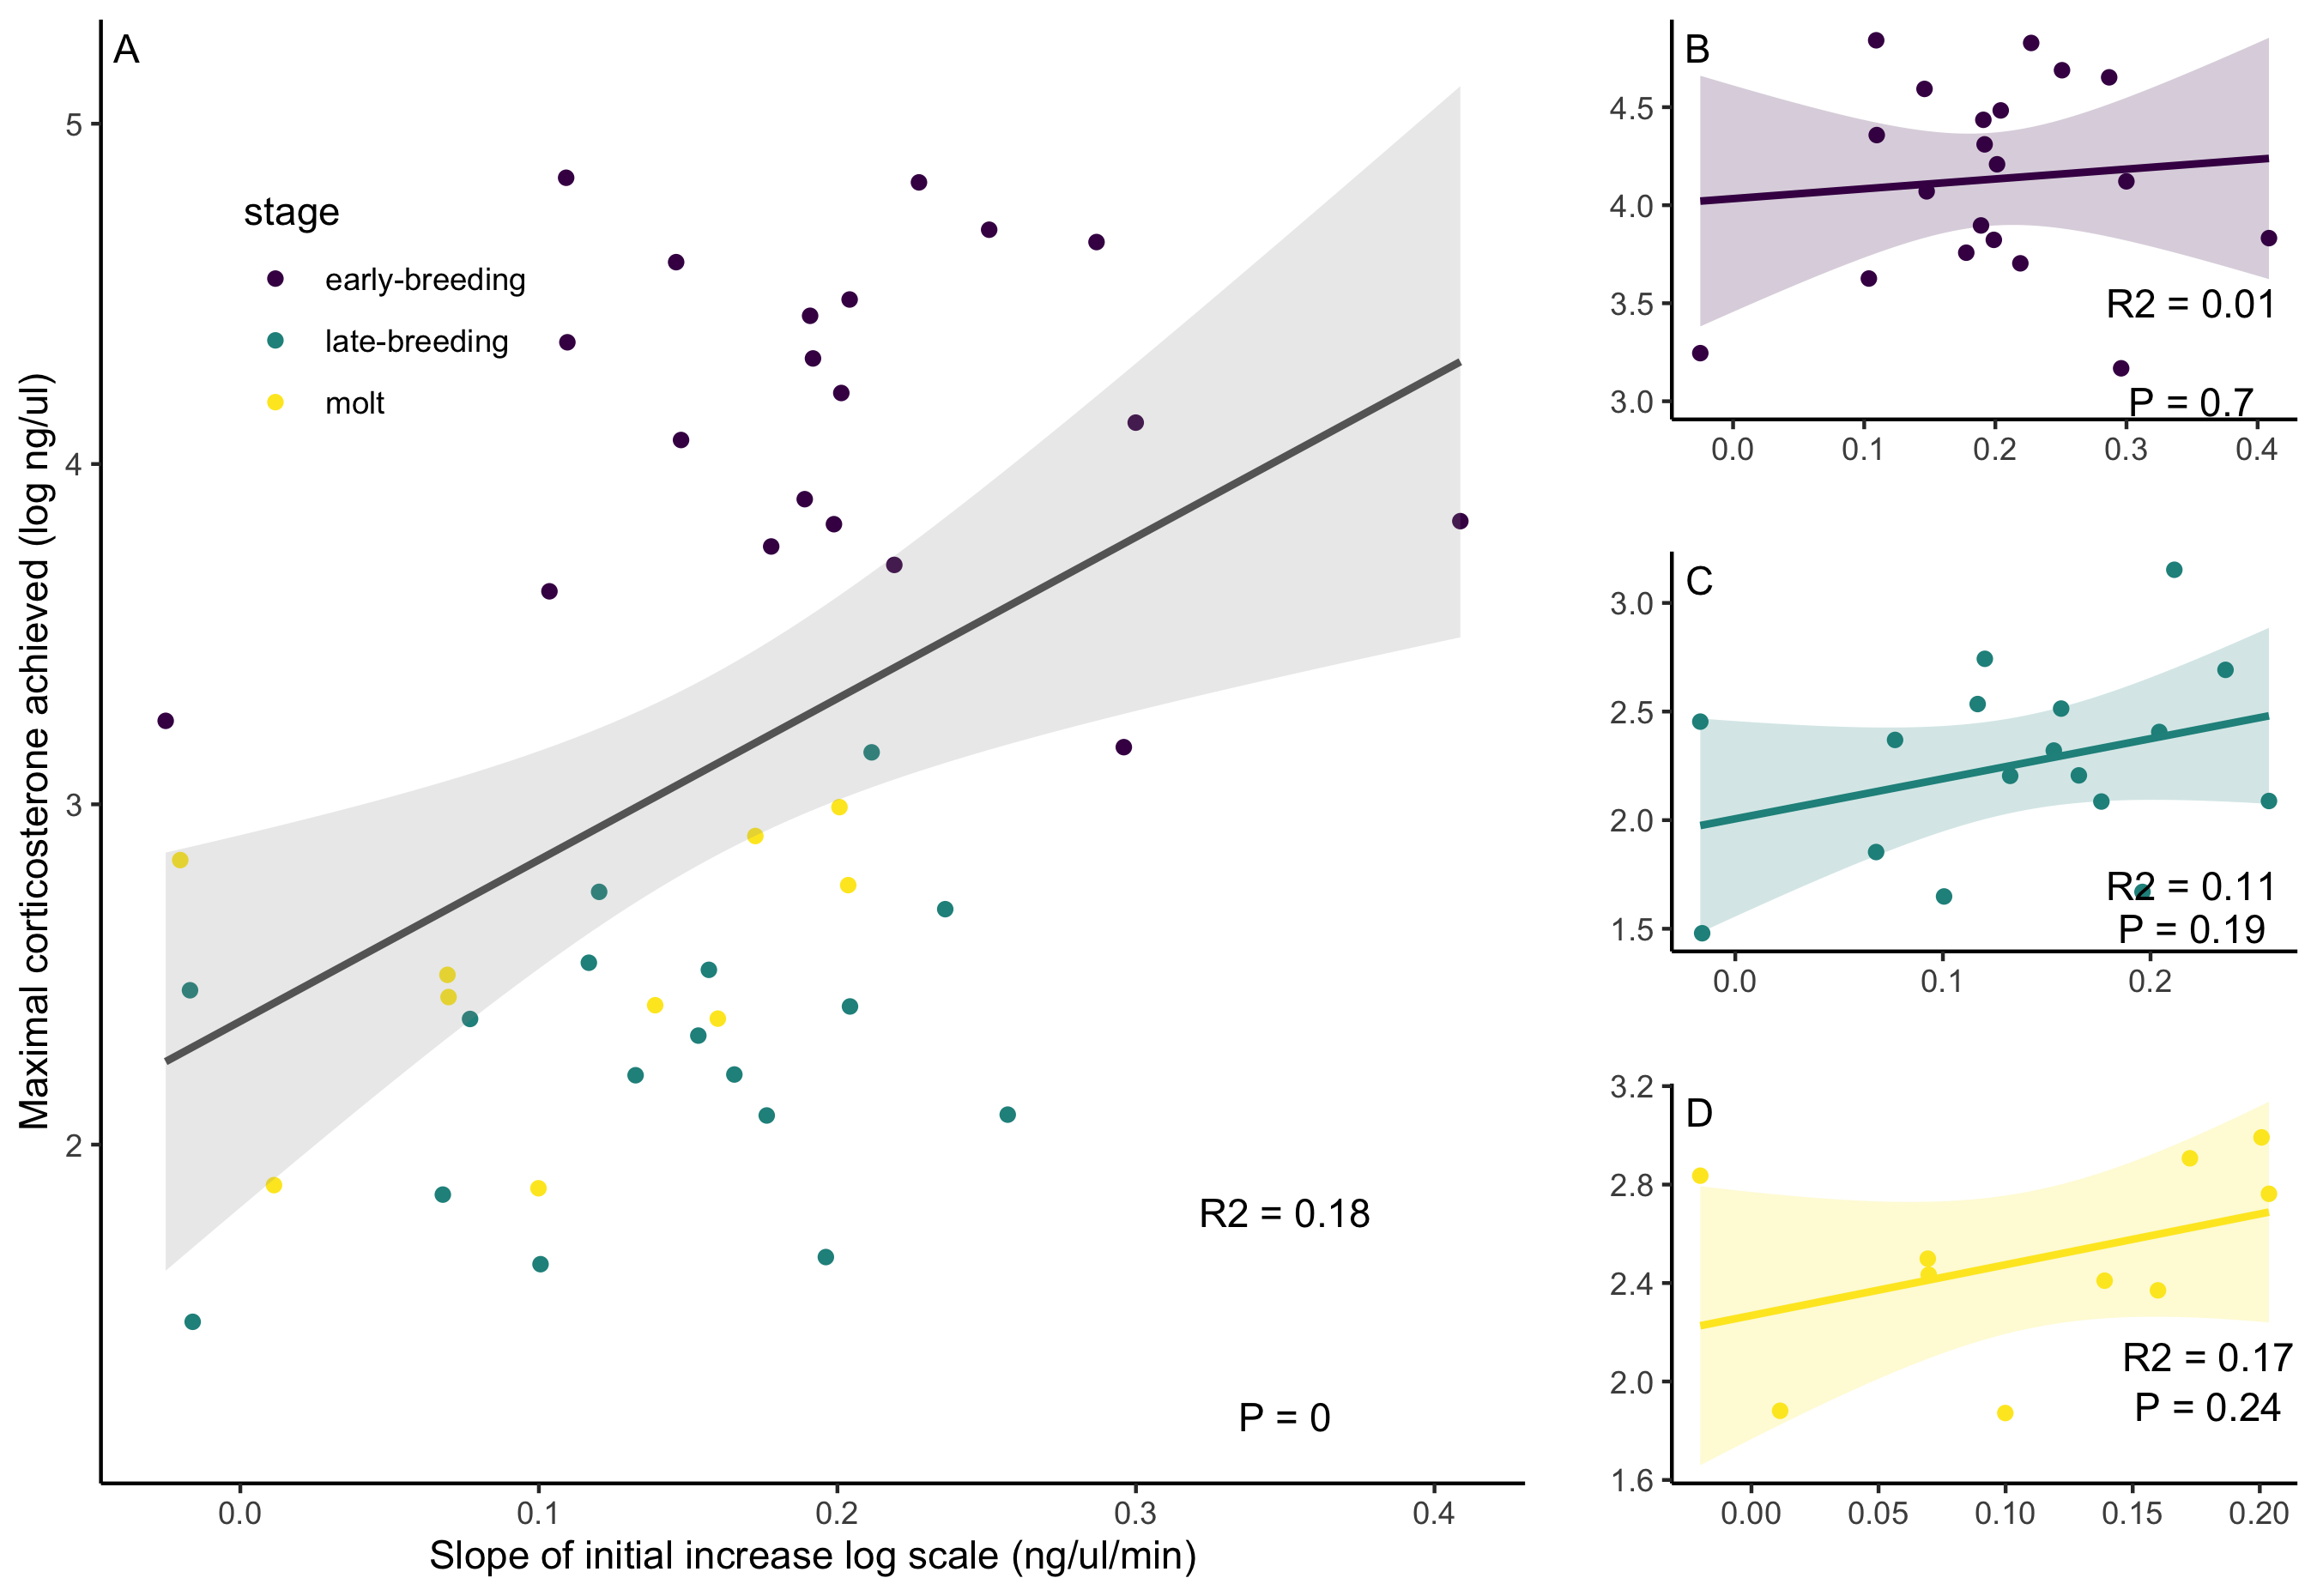 A
stage
early-breeding
late-breeding
molt
Maximal corticosterone achieved (log ng/ul)
5
4
3
2
R2 = 0.18
P = 0
0.0 0.1 0.2 0.3 0.4
Slope of initial increase log scale (ng/ul/min)
B
4.5
4.0
3.5
3.0
R2 = 0.01
P = 0.7
0.0 0.1 0.2 0.3 0.4
C
3.0
2.5
2.0
1.5
R2 = 0.11
P = 0.19
0.0 0.1 0.2
D
3.2
2.8
2.4
2.0
1.6
R2 = 0.17
P = 0.24
0.00 0.05 0.10 0.15 0.20